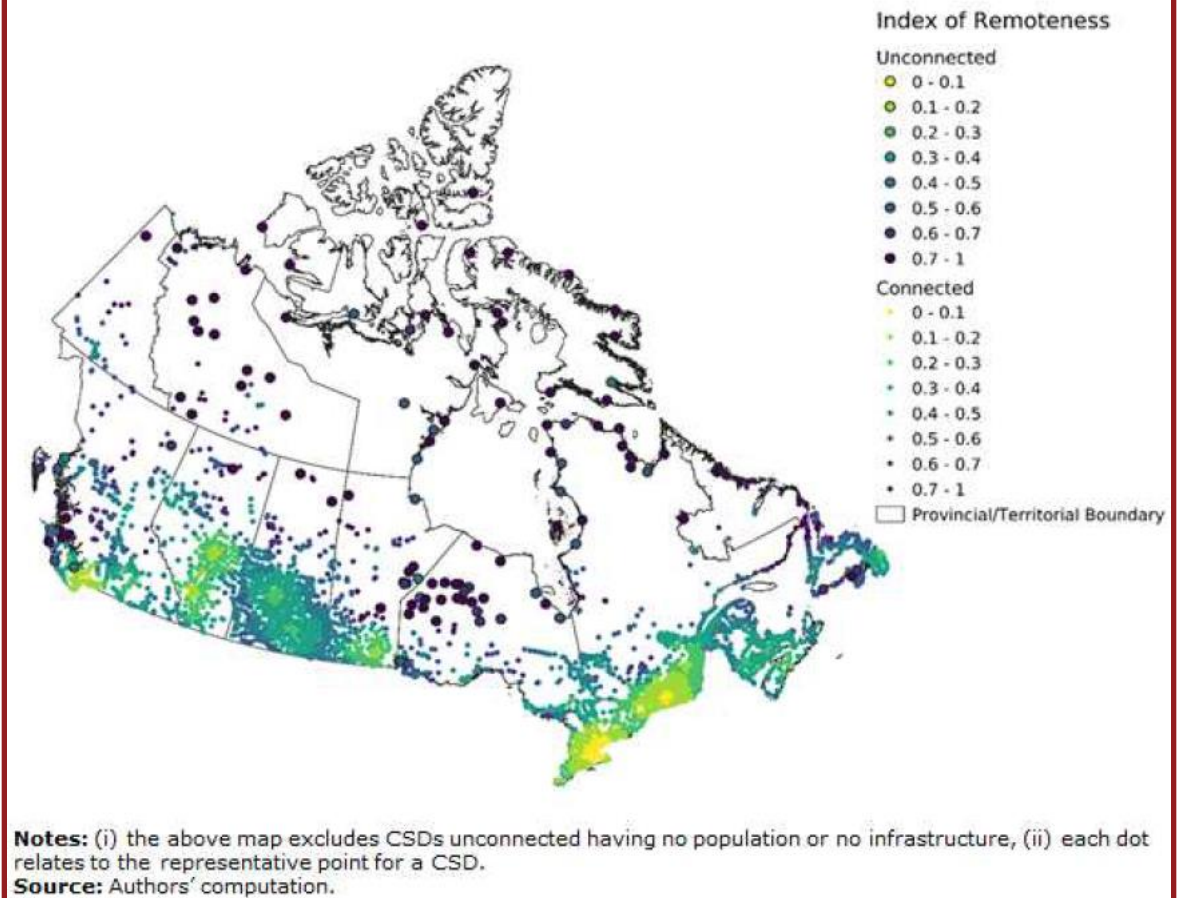 Index of Remoteness
Unconnected
0 - 0.1
0.1 - 0.2
0.2 - 0.3
0.3 - 0.4
0.4 - 0.5
0.5 - 0.6
0.6 - 0.7
0.7 - 1
Connected
0 - 0.1
0.1 - 0.2
0.2 - 0.3
0.3 - 0.4
0.4 - 0.5
0.5 - 0.6
0.6 - 0.7
0.7 - 1
Provincial/Territorial Boundary
Notes: (i) the above map excludes CSDs unconnected having no population or no infrastructure, (ii) each dot
relates to the representative point for a CSD.
Source: Authors' computation.